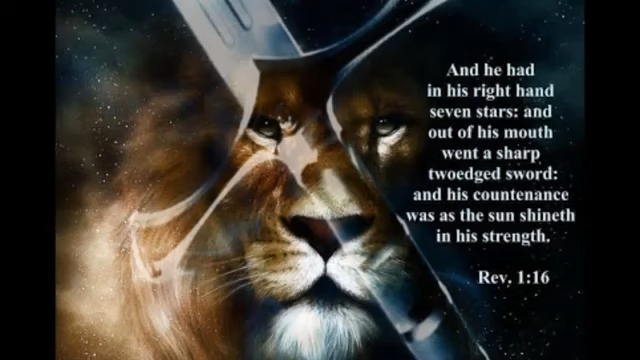 And he had
in his right hand
seven stars: and
out of his mouth
went a sharp
twoedged sword:
and his countenance
was as the sun shineth
in his strength.
Rev. 1:16